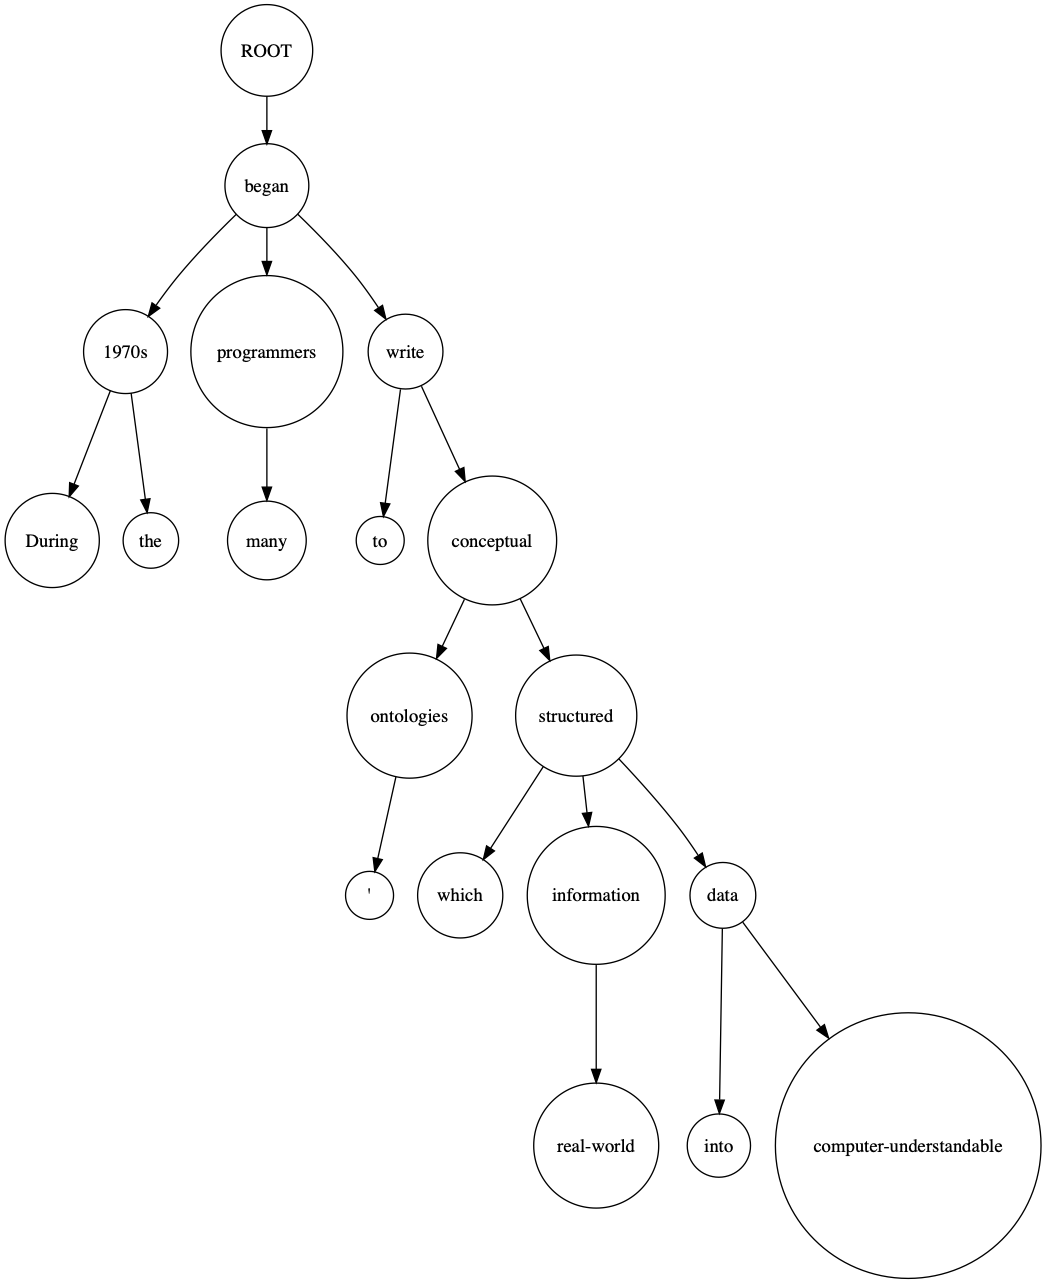 ROOT
began
1970s programmers write
During the many to conceptual
ontologies structured
' which information data
real-world into computer-understandable